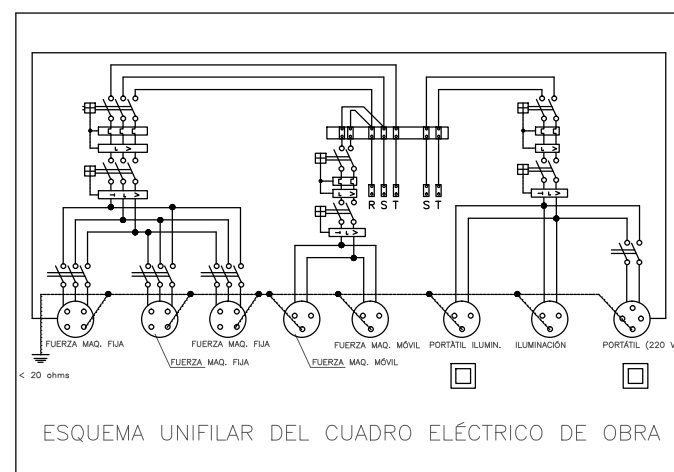 R S T
S T
FUERZA MAQ. FIJA
FUERZA MAQ. FIJA
FUERZA MAQ. FIJA
FUERZA MAQ. MÓVIL
FUERZA MAQ. MÓVIL
PORTÁTIL ILUMIN.
ILUMINACIÓN
PORTÁTIL (220 V
< 20 ohms
ESQUEMA UNIFILAR DEL CUADRO ELÉCTRICO DE OBRA